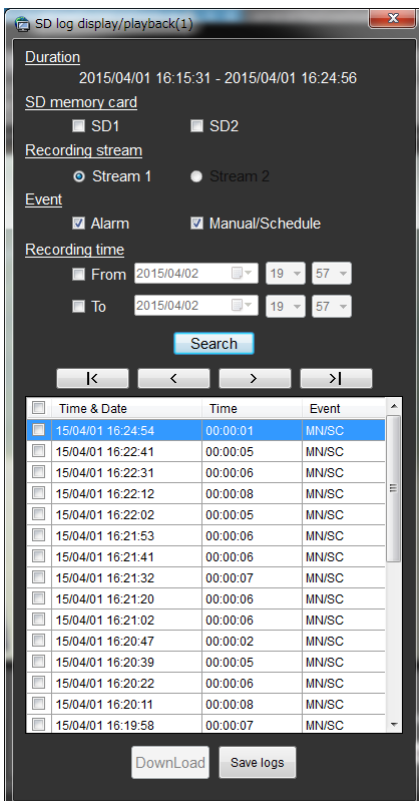 SD log display/playback(1)
x
Duration
2015/04/01 16:15:31 - 2015/04/01 16:24:56
SD memory card
SD1 SD2
Recording stream
Stream 1 Stream 2
Event
Alarm Manual/Schedule
Recording time
From 2015/04/02 19 57
To 2015/04/02 19 57
Search
|< < > >|
Time & Date Time Event
15/04/01 16:24:54 00:00:01 MN/SC
15/04/01 16:22:41 00:00:05 MN/SC
15/04/01 16:22:31 00:00:06 MN/SC
15/04/01 16:22:12 00:00:08 MN/SC
15/04/01 16:22:02 00:00:05 MN/SC
15/04/01 16:21:53 00:00:06 MN/SC
15/04/01 16:21:41 00:00:06 MN/SC
15/04/01 16:21:32 00:00:07 MN/SC
15/04/01 16:21:20 00:00:06 MN/SC
15/04/01 16:21:02 00:00:06 MN/SC
15/04/01 16:20:47 00:00:02 MN/SC
15/04/01 16:20:39 00:00:05 MN/SC
15/04/01 16:20:22 00:00:06 MN/SC
15/04/01 16:20:11 00:00:08 MN/SC
15/04/01 16:19:58 00:00:07 MN/SC
DownLoad Save logs